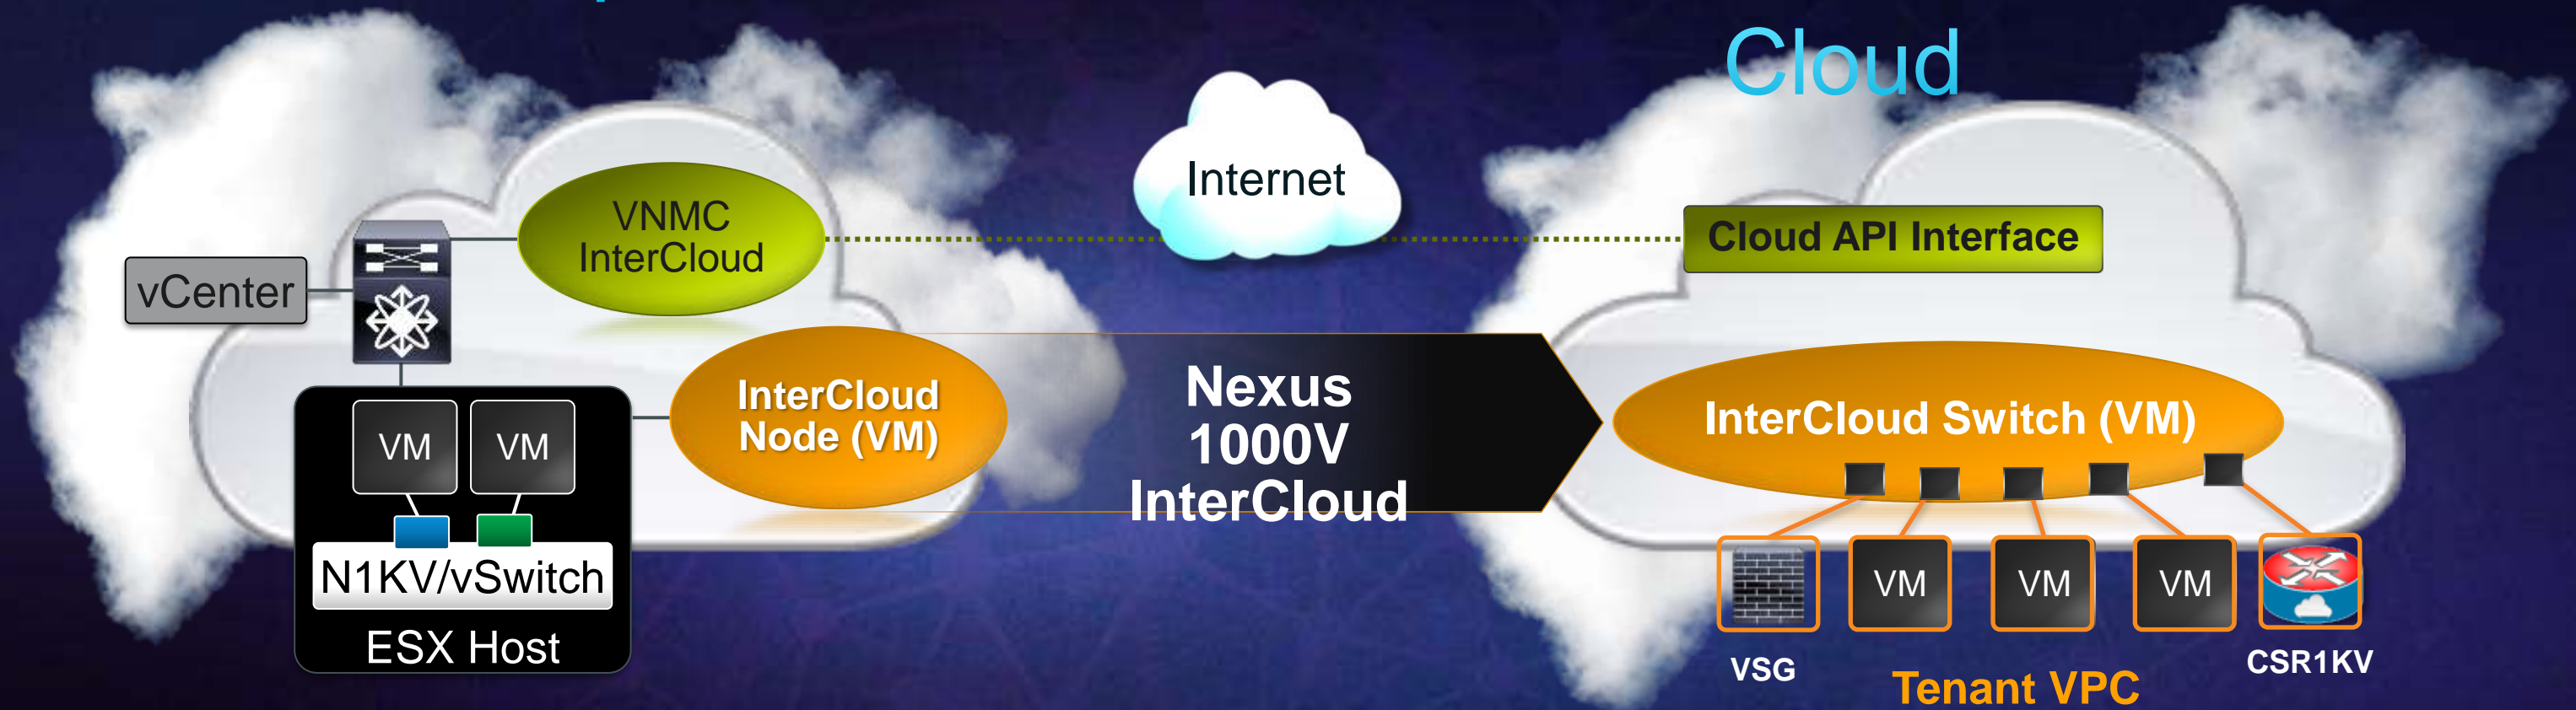 Cloud
Internet
VNMC
InterCloud
Cloud API Interface
vCenter
InterCloud
Node (VM)
Nexus
1000V
InterCloud
InterCloud Switch (VM)
VM
VM
N1KV/vSwitch
ESX Host
VM
VM
VM
VSG
CSR1KV
Tenant VPC